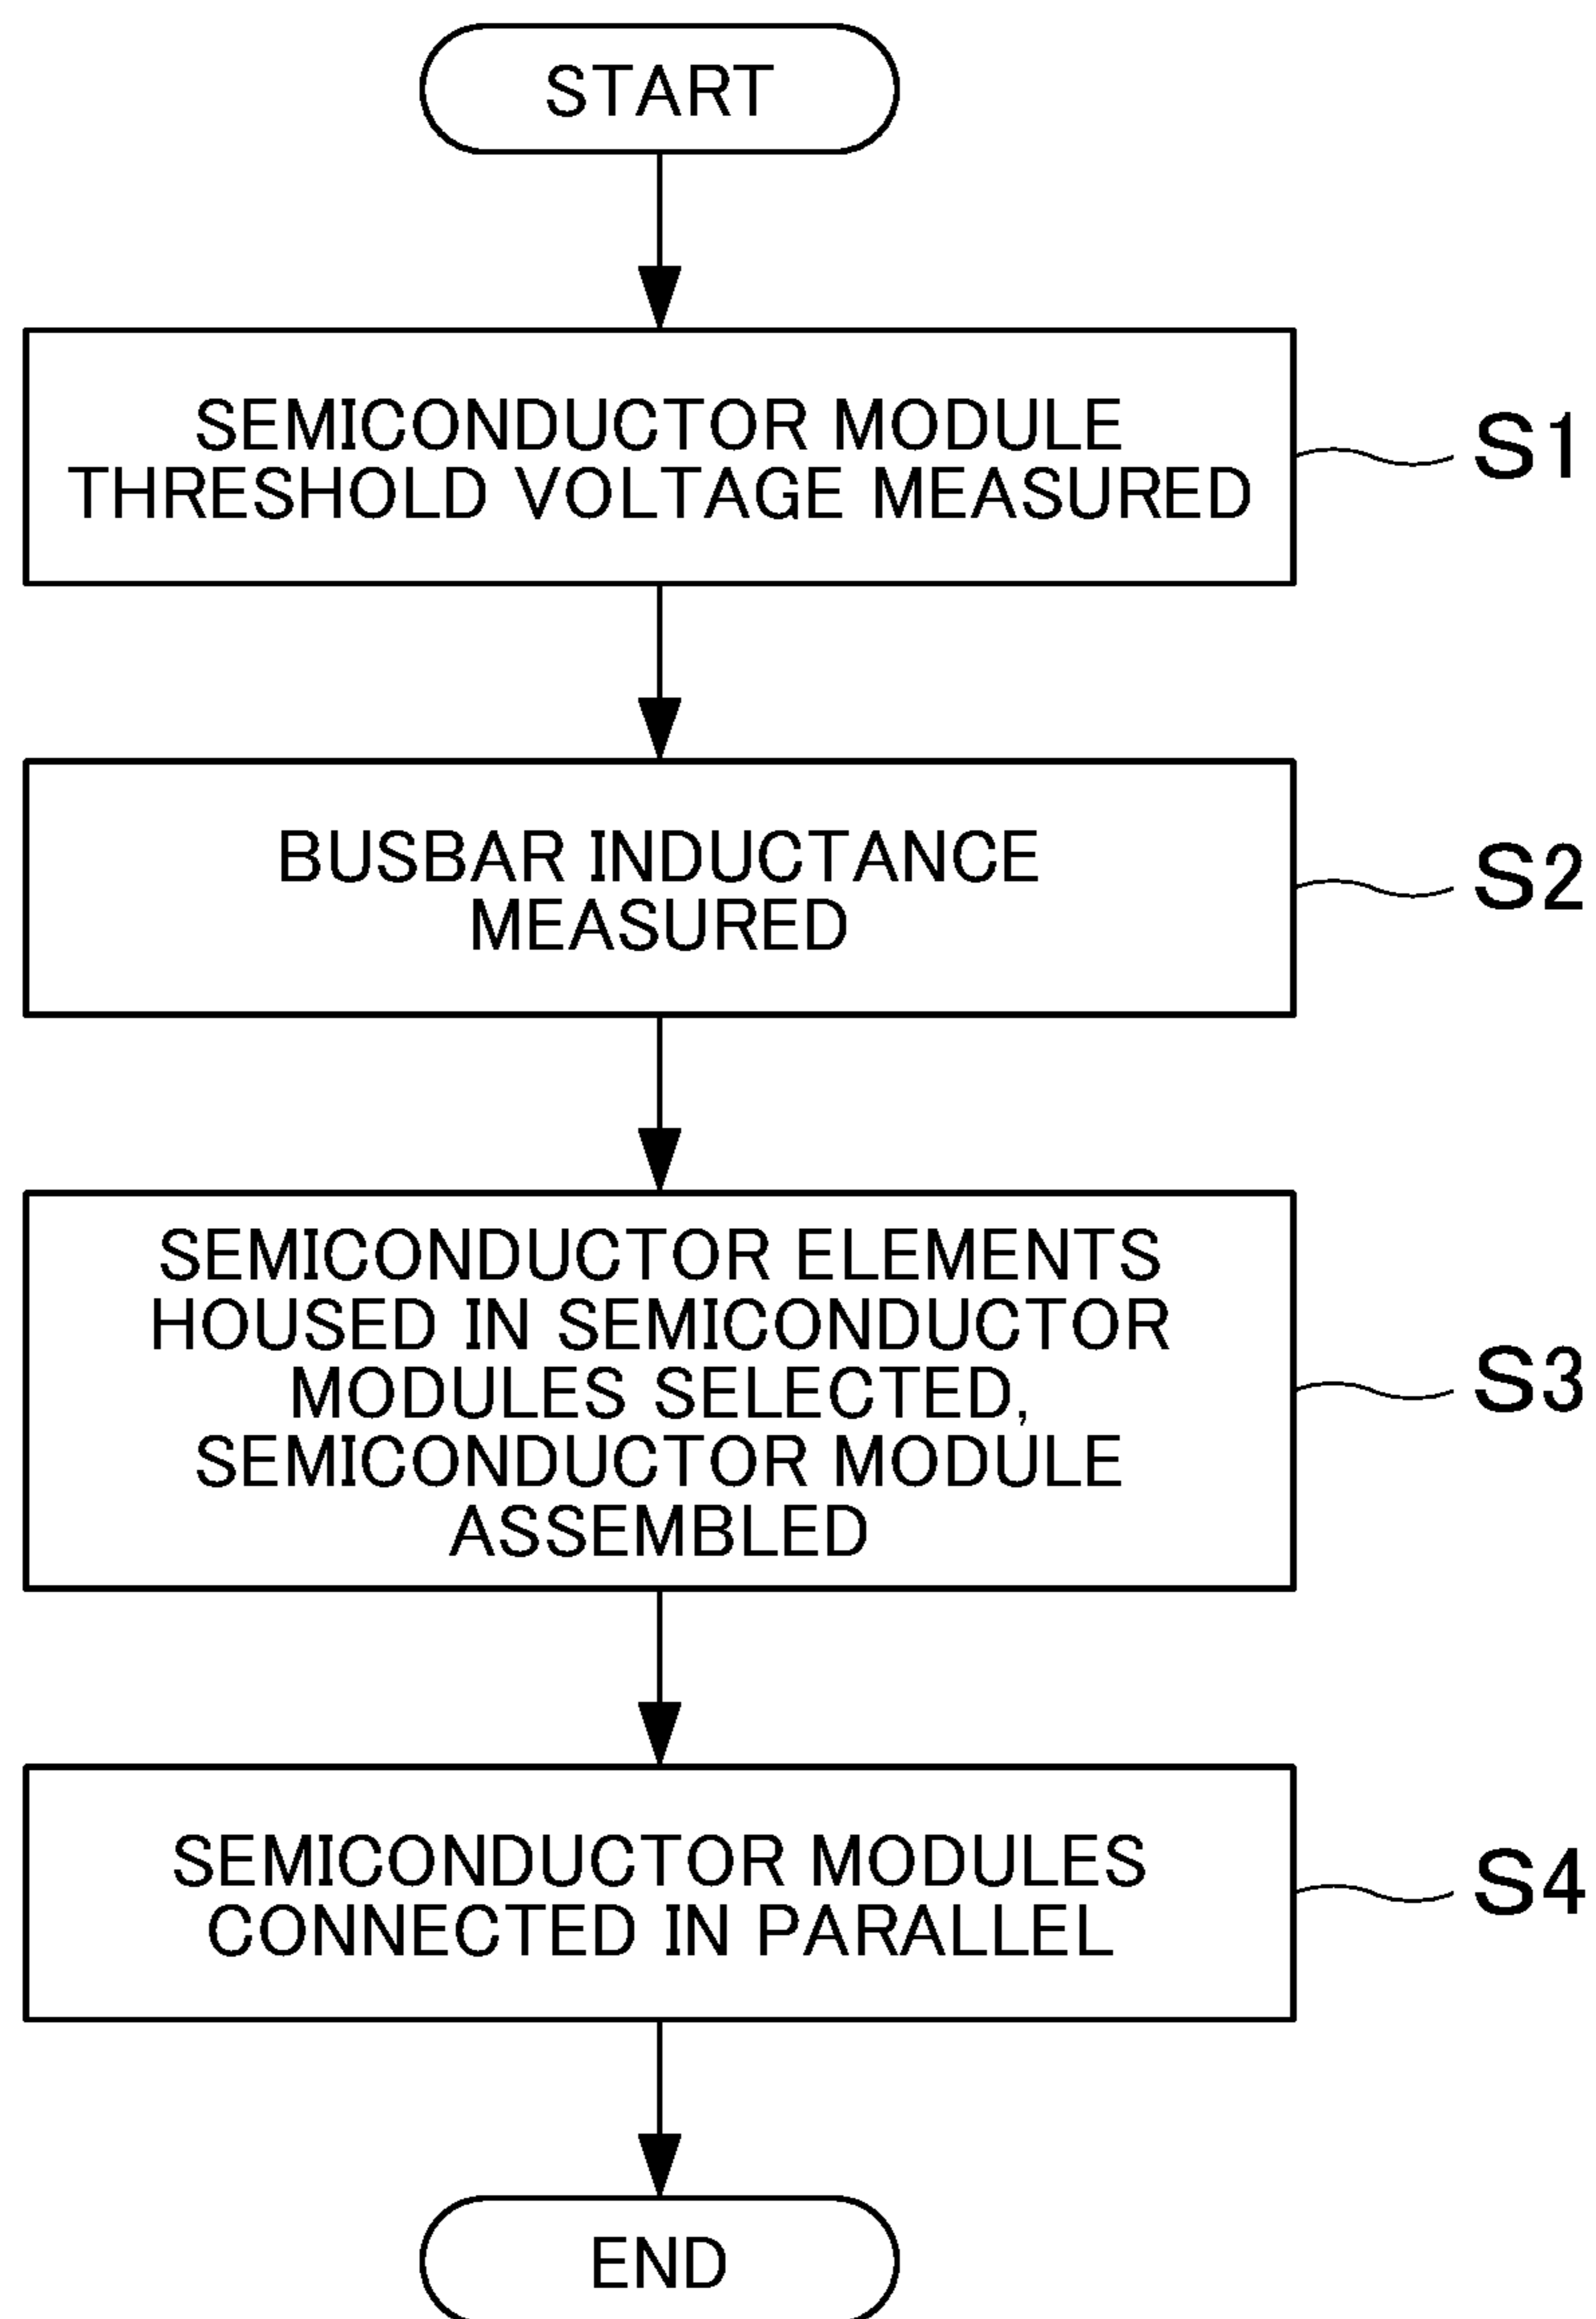 START
SEMICONDUCTOR MODULE
THRESHOLD VOLTAGE MEASURED
S1
BUSBAR INDUCTANCE
MEASURED
S2
SEMICONDUCTOR ELEMENTS
HOUSED IN SEMICONDUCTOR
MODULES SELECTED,
SEMICONDUCTOR MODULE
ASSEMBLED
S3
SEMICONDUCTOR MODULES
CONNECTED IN PARALLEL
S4
END